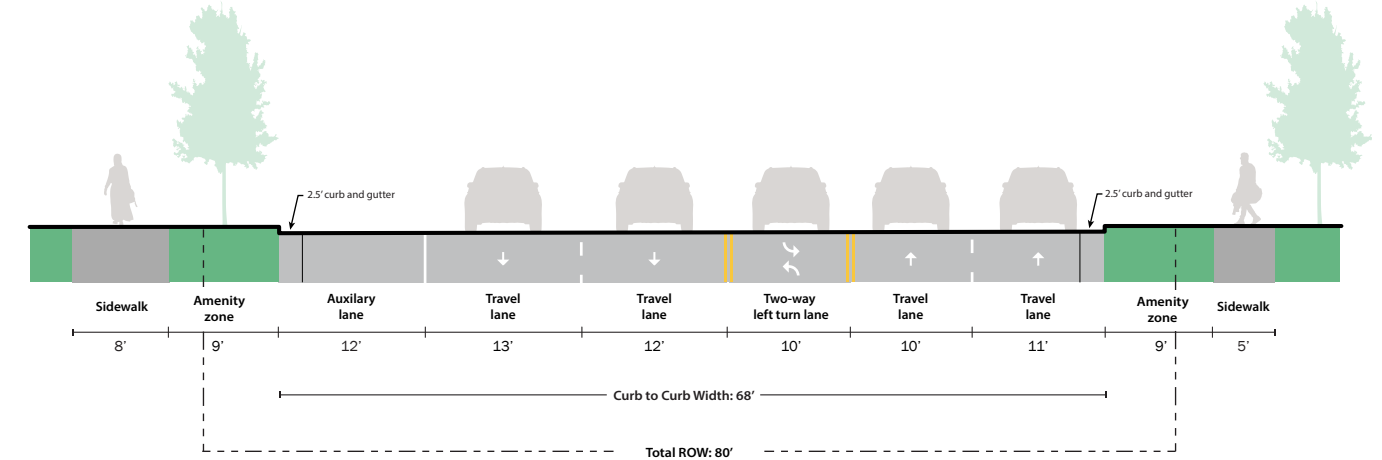 2.5’ curb and gutter
2.5’ curb and gutter
Sidewalk
Amenity
zone
Auxilary
lane
Travel
lane
Travel
lane
Two-way
left turn lane
Travel
lane
Travel
lane
Amenity
zone
Sidewalk
8’ 9’ 12’ 13’ 12’ 10’ 10’ 11’ 9’ 5’
Curb to Curb Width: 68’
Total ROW: 80’